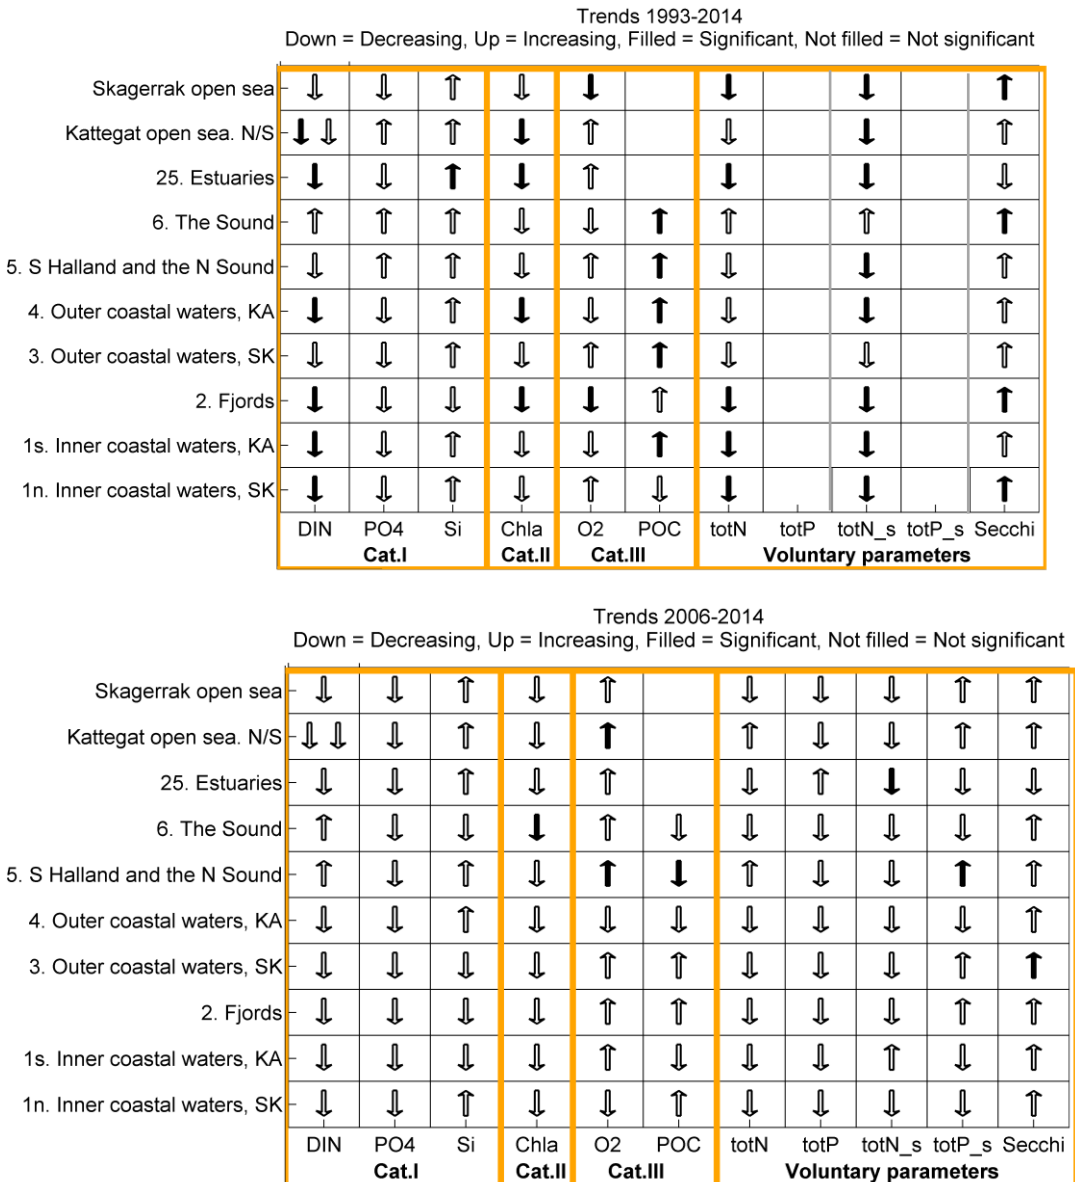 Trends 1993-2014
Down = Decreasing, Up = Increasing, Filled = Significant, Not filled = Not significant
Skagerrak open sea
Kattegat open sea. N/S
25. Estuaries
6. The Sound
5. S Halland and the N Sound
4. Outer coastal waters, KA
3. Outer coastal waters, SK
2. Fjords
1s. Inner coastal waters, KA
1n. Inner coastal waters, SK
DIN PO4 Si Chla O2 POC totN totP totN_s totP_s Secchi
Cat.I Cat.II Cat.III Voluntary parameters
Trends 2006-2014
Down = Decreasing, Up = Increasing, Filled = Significant, Not filled = Not significant
Skagerrak open sea
Kattegat open sea. N/S
25. Estuaries
6. The Sound
5. S Halland and the N Sound
4. Outer coastal waters, KA
3. Outer coastal waters, SK
2. Fjords
1s. Inner coastal waters, KA
1n. Inner coastal waters, SK
DIN PO4 Si Chla O2 POC totN totP totN_s totP_s Secchi
Cat.I Cat.II Cat.III Voluntary parameters